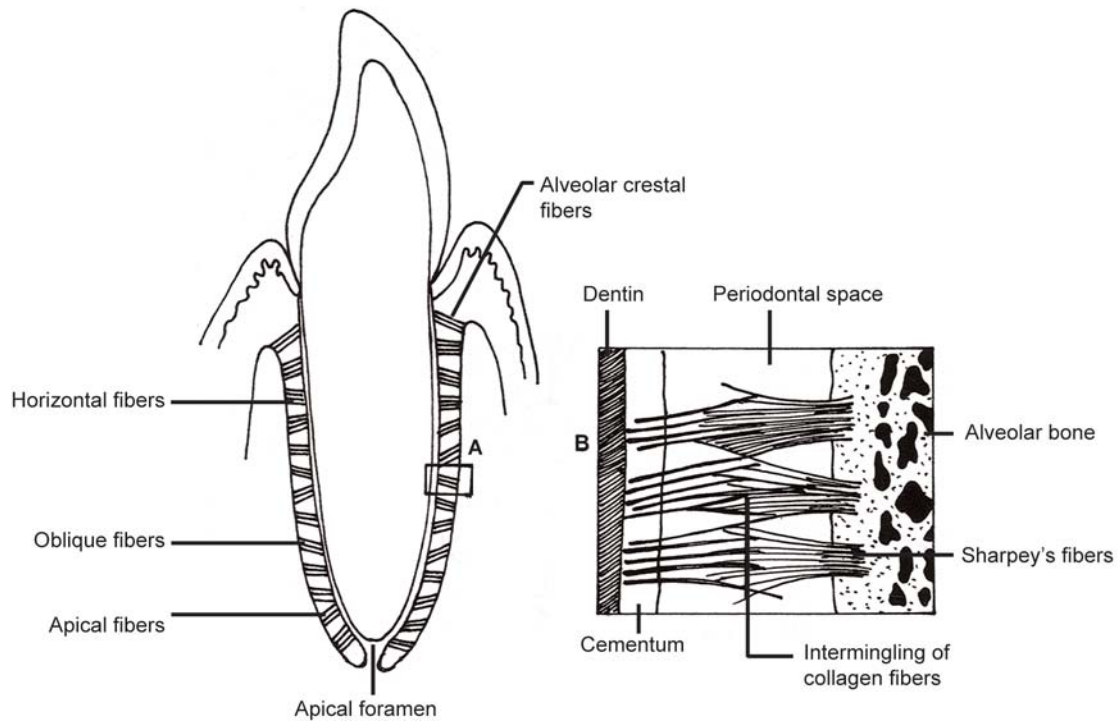 Alveolar crestal
fibers
Dentin
Periodontal space
Horizontal fibers
A
B
Alveolar bone
Oblique fibers
Sharpey's fibers
Apical fibers
Cementum
Intermingling of
collagen fibers
Apical foramen